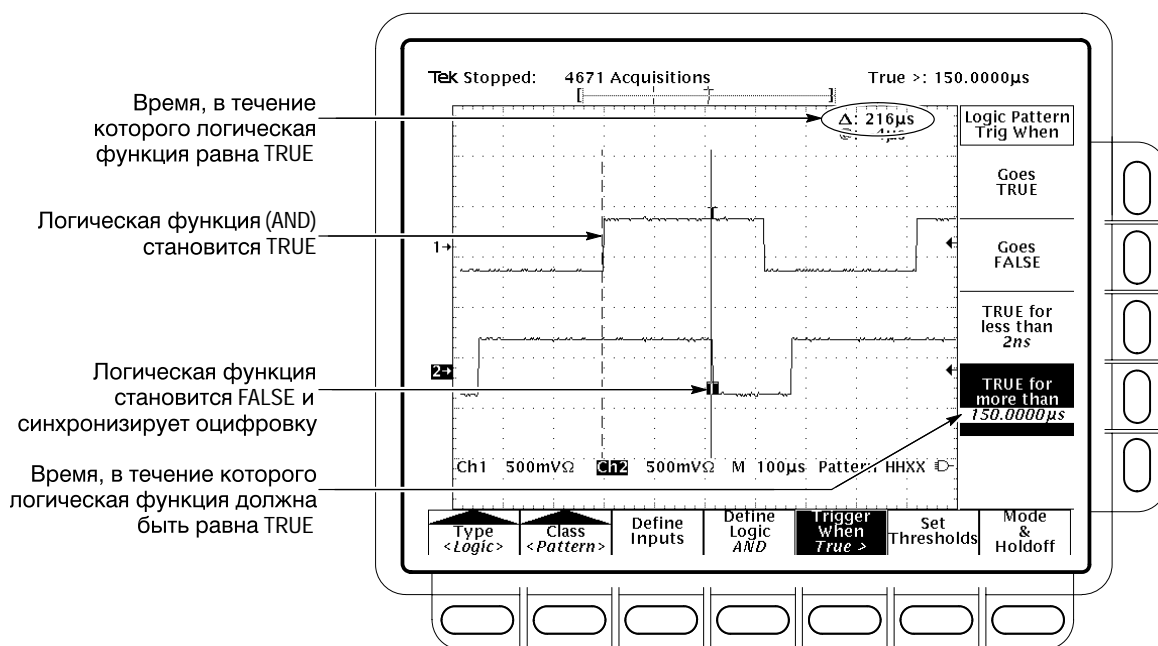 Время, в течение
которого логическая
функция равна TRUE
Логическая функция (AND)
становится TRUE
Логическая функция
становится FALSE и
синхронизирует оцифровку
Время, в течение которого
логическая функция должна
быть равна TRUE
Tek Stopped: 4671 Acquisitions True >: 150.0000µs
Δ: 216µs
1
2
T
Ch1 500mVΩ Ch2 500mVΩ M 100µs Pattern HHXX
Logic Pattern
Trig When
Goes
TRUE
Goes
FALSE
TRUE for
less than
2ns
TRUE for
more than
150.0000µs
Type
<Logic>
Class
<Pattern>
Define
Inputs
Define
Logic
AND
Trigger
When
True >
Set
Thresholds
Mode
&
Holdoff